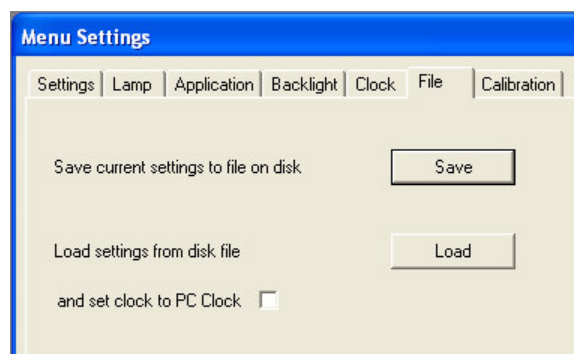 Menu Settings
Settings Lamp Application Backlight Clock File Calibration
Save current settings to file on disk Save
Load settings from disk file Load
and set clock to PC Clock